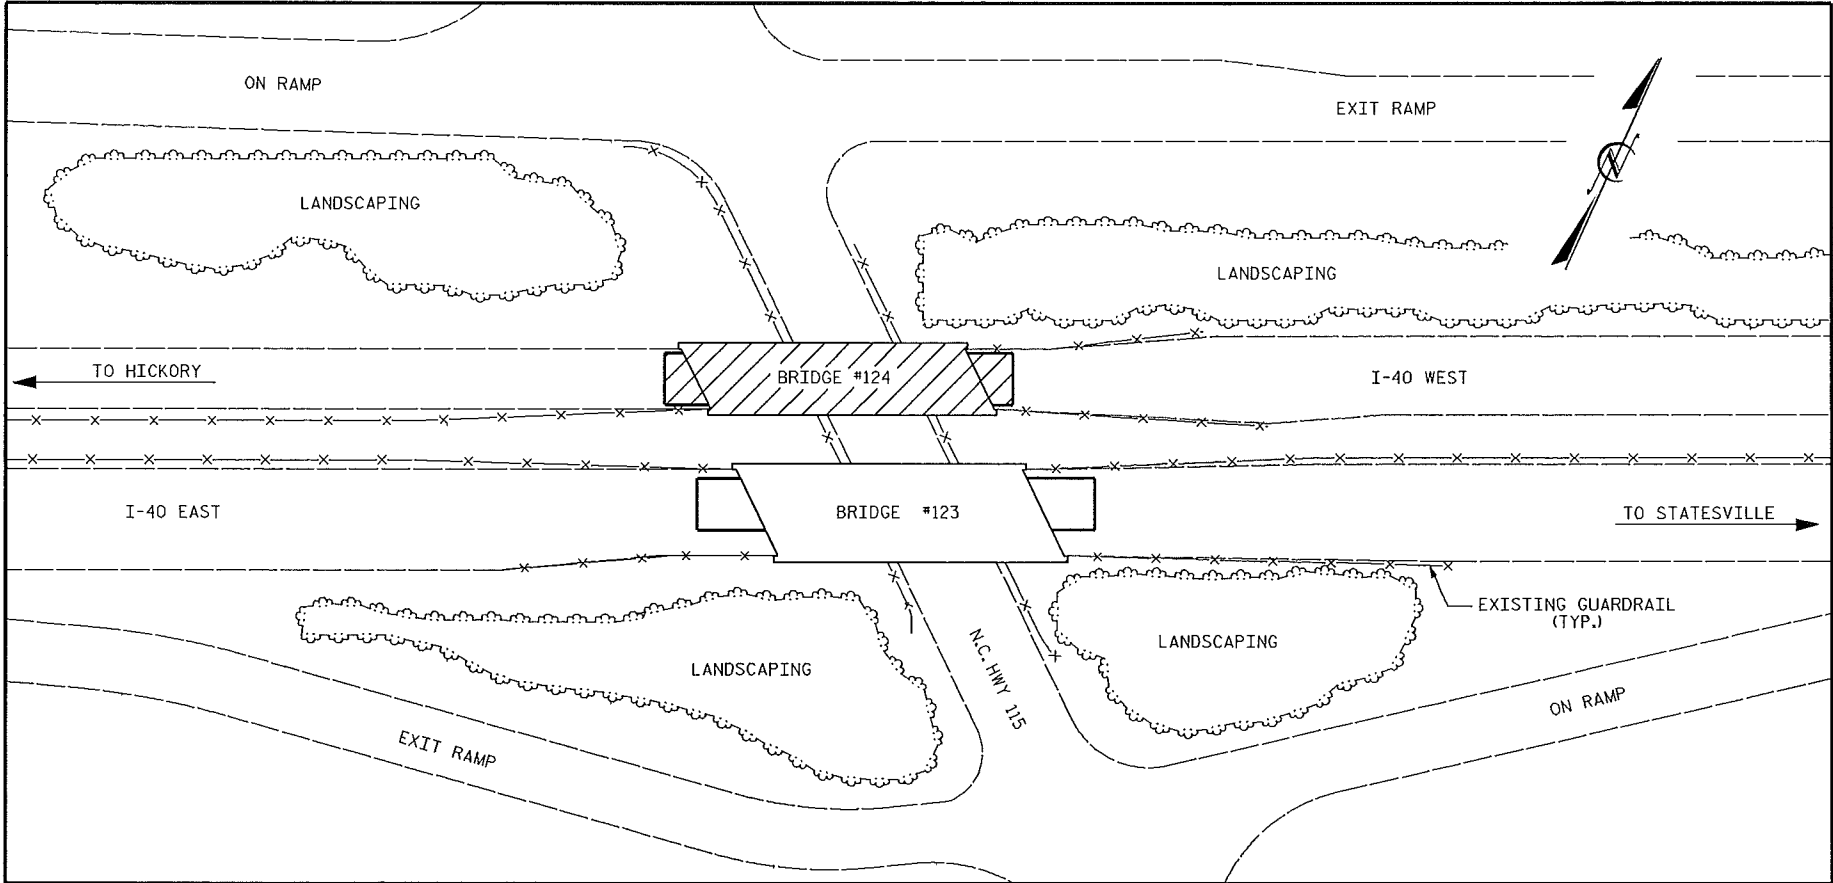 ON RAMP
EXIT RAMP
N
LANDSCAPING
LANDSCAPING
TO HICKORY
BRIDGE #124
I-40 WEST
I-40 EAST
BRIDGE #123
TO STATESVILLE
EXISTING GUARDRAIL
(TYP.)
LANDSCAPING
LANDSCAPING
N.C. HWY 115
ON RAMP
EXIT RAMP